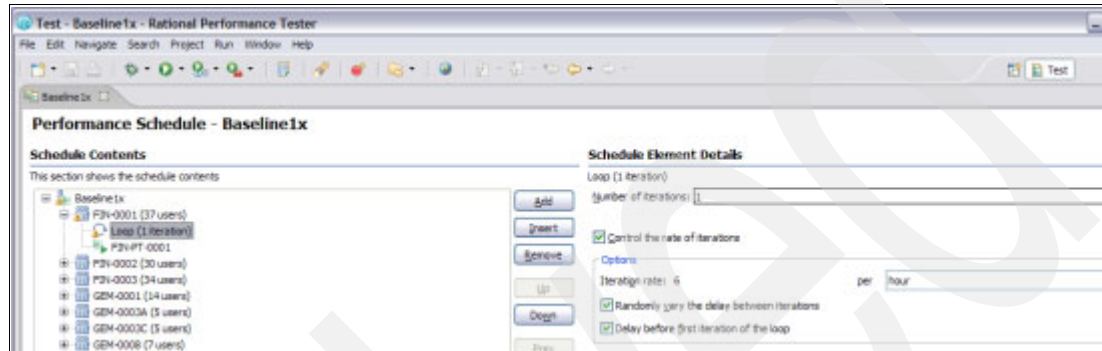 Test - Baseline1x - Rational Performance Tester
File Edit Navigate Search Project Run Window Help
Test
Baseline1x
Performance Schedule - Baseline1x
Schedule Contents
This section shows the schedule contents
Baseline1x
FIN-0001 (37 users)
Loop (1 iteration)
FIN-PT-0001
FIN-0002 (30 users)
FIN-0003 (34 users)
GEM-0001 (14 users)
GEM-0003A (5 users)
GEM-0003C (5 users)
GEM-0008 (7 users)
Add
Insert
Remove
Up
Down
Prev
Schedule Element Details
Loop (1 iteration)
Number of iterations: 1
Control the rate of iterations
Options
Iteration rate: 6 per hour
Randomly vary the delay between iterations
Delay before first iteration of the loop